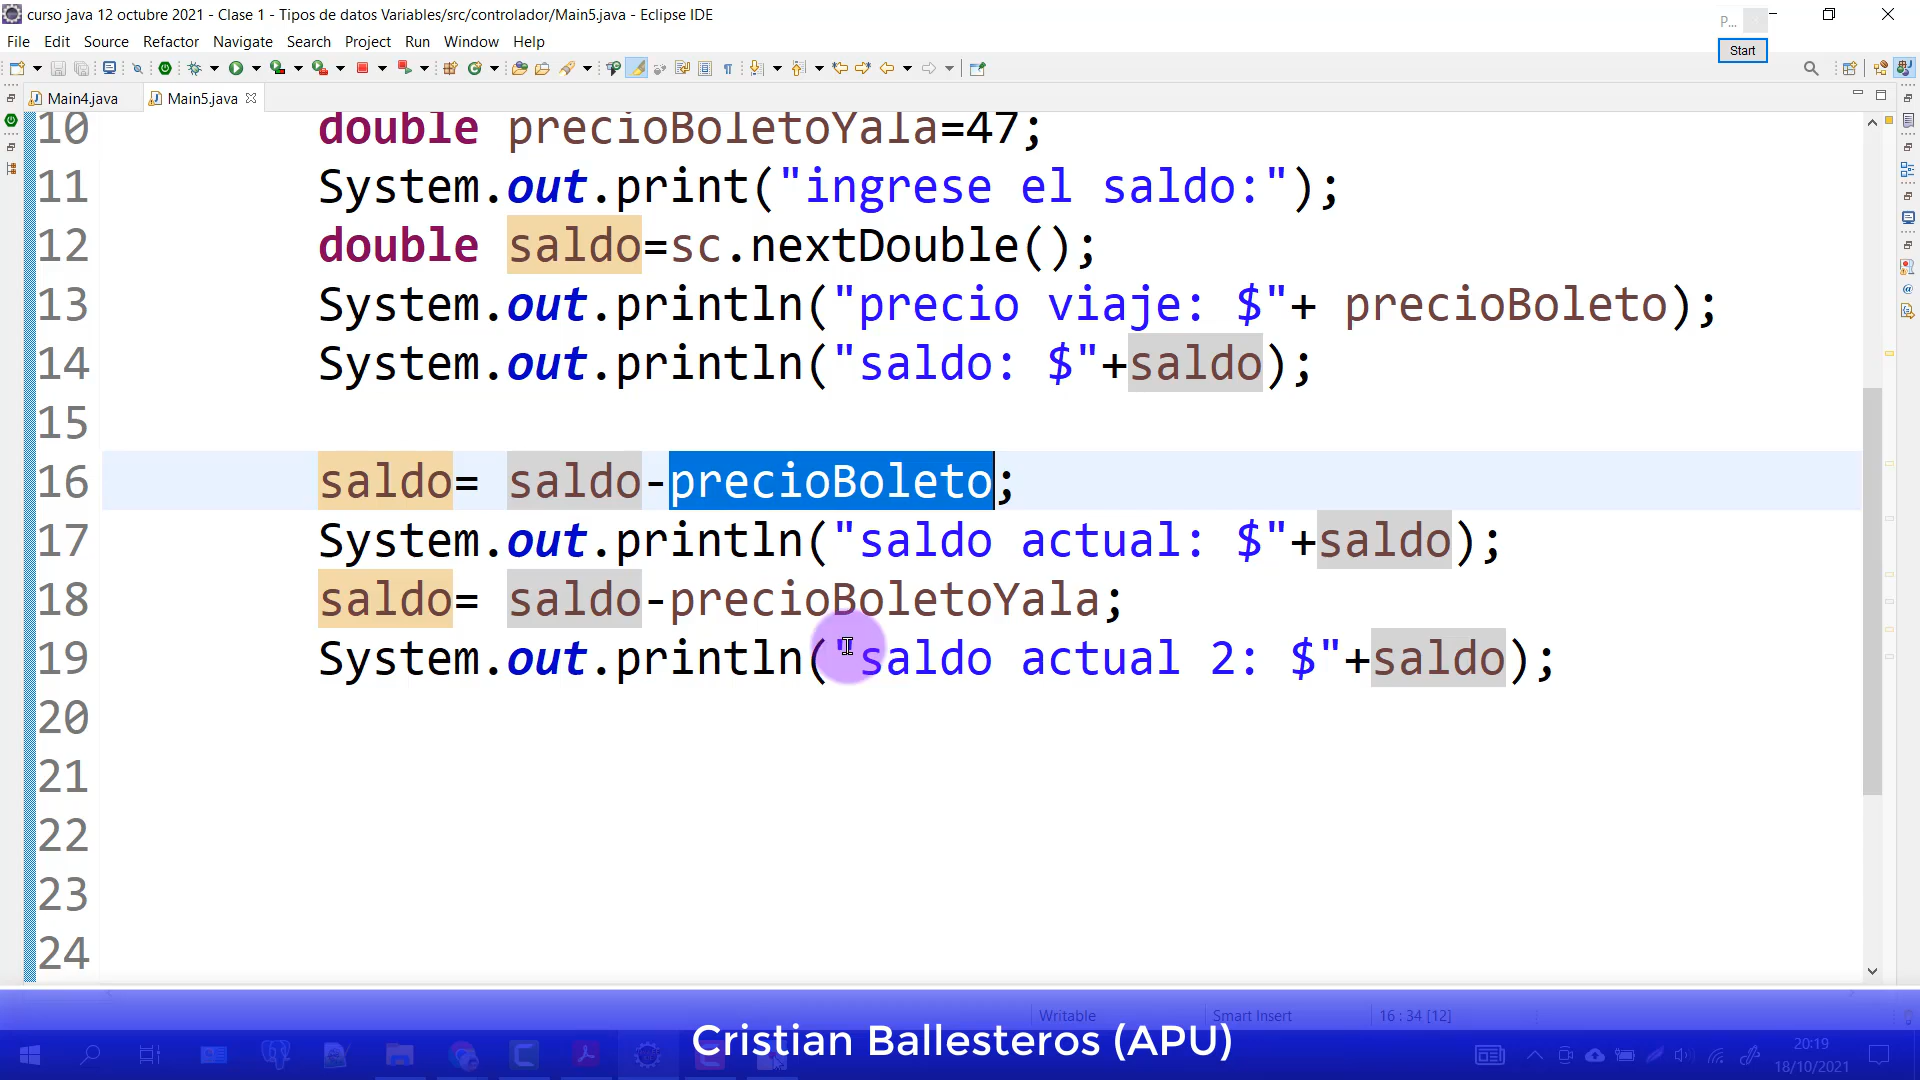 curso java 12 octubre 2021 - Clase 1 - Tipos de datos Variables/src/controlador/Main5.java - Eclipse IDE
P...
File Edit Source Refactor Navigate Search Project Run Window Help
Start
Main4.java Main5.java
10 double precioBoletoYala=47;
11 System.out.print("ingrese el saldo:");
12 double saldo=sc.nextDouble();
13 System.out.println("precio viaje: $"+ precioBoleto);
14 System.out.println("saldo: $"+saldo);
15
16 saldo= saldo-precioBoleto;
17 System.out.println("saldo actual: $"+saldo);
18 saldo= saldo-precioBoletoYala;
19 System.out.println("saldo actual 2: $"+saldo);
20
21
22
23
24
Writable Smart Insert 16 : 34 [12]
Cristian Ballesteros (APU)
20:19
18/10/2021